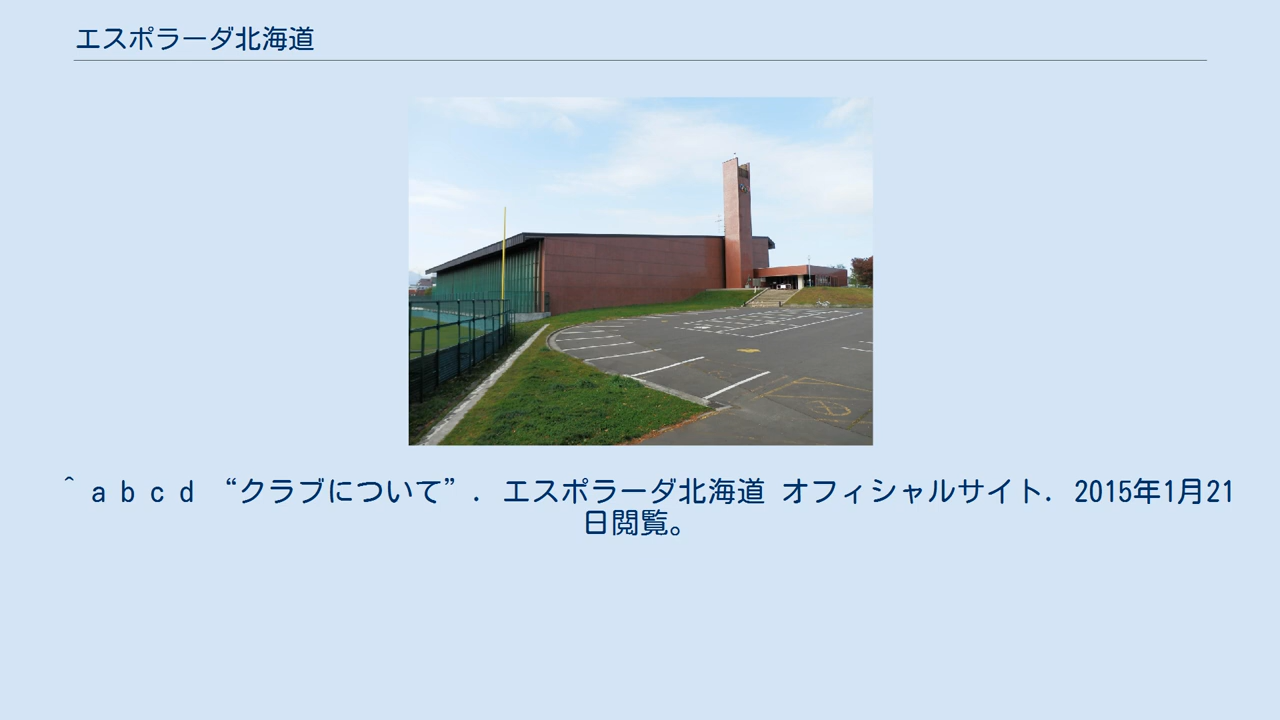 エスポラーダ北海道
^ a b c d “クラブについて”. エスポラーダ北海道 オフィシャルサイト. 2015年1月21
日閲覧。